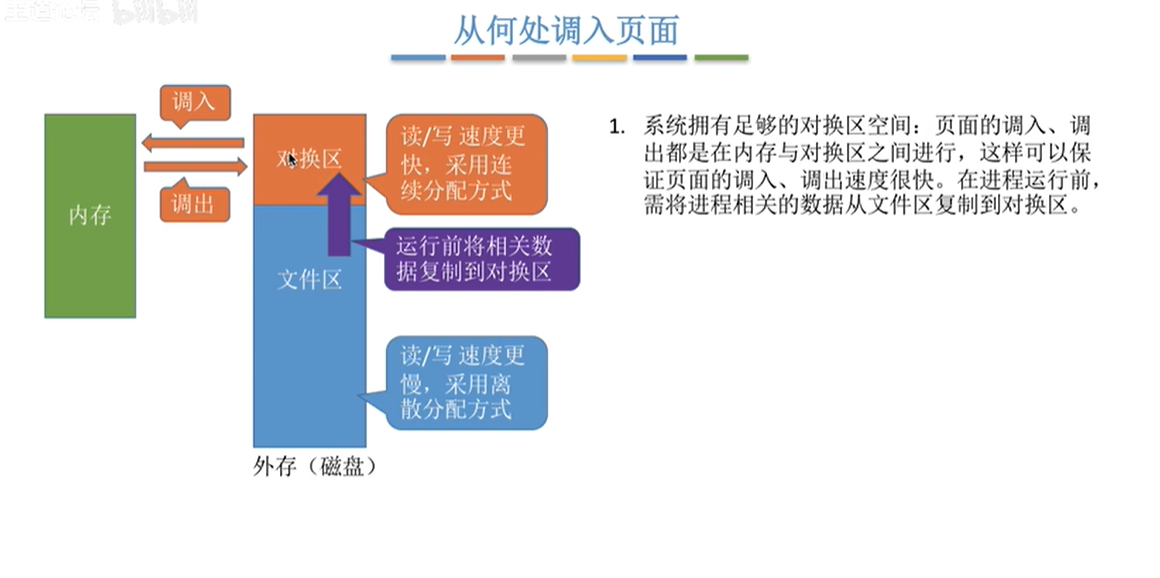 bilibili
从何处调入页面
调入
对换区
调出
内存
文件区
外存（磁盘）
读/写 速度更
快，采用连
续分配方式
运行前将相关数
据复制到对换区
读/写 速度更
慢，采用离
散分配方式
1. 系统拥有足够的对换区空间：页面的调入、调
出都是在内存与对换区之间进行，这样可以保
证页面的调入、调出速度很快。在进程运行前，
需将进程相关的数据从文件区复制到对换区。